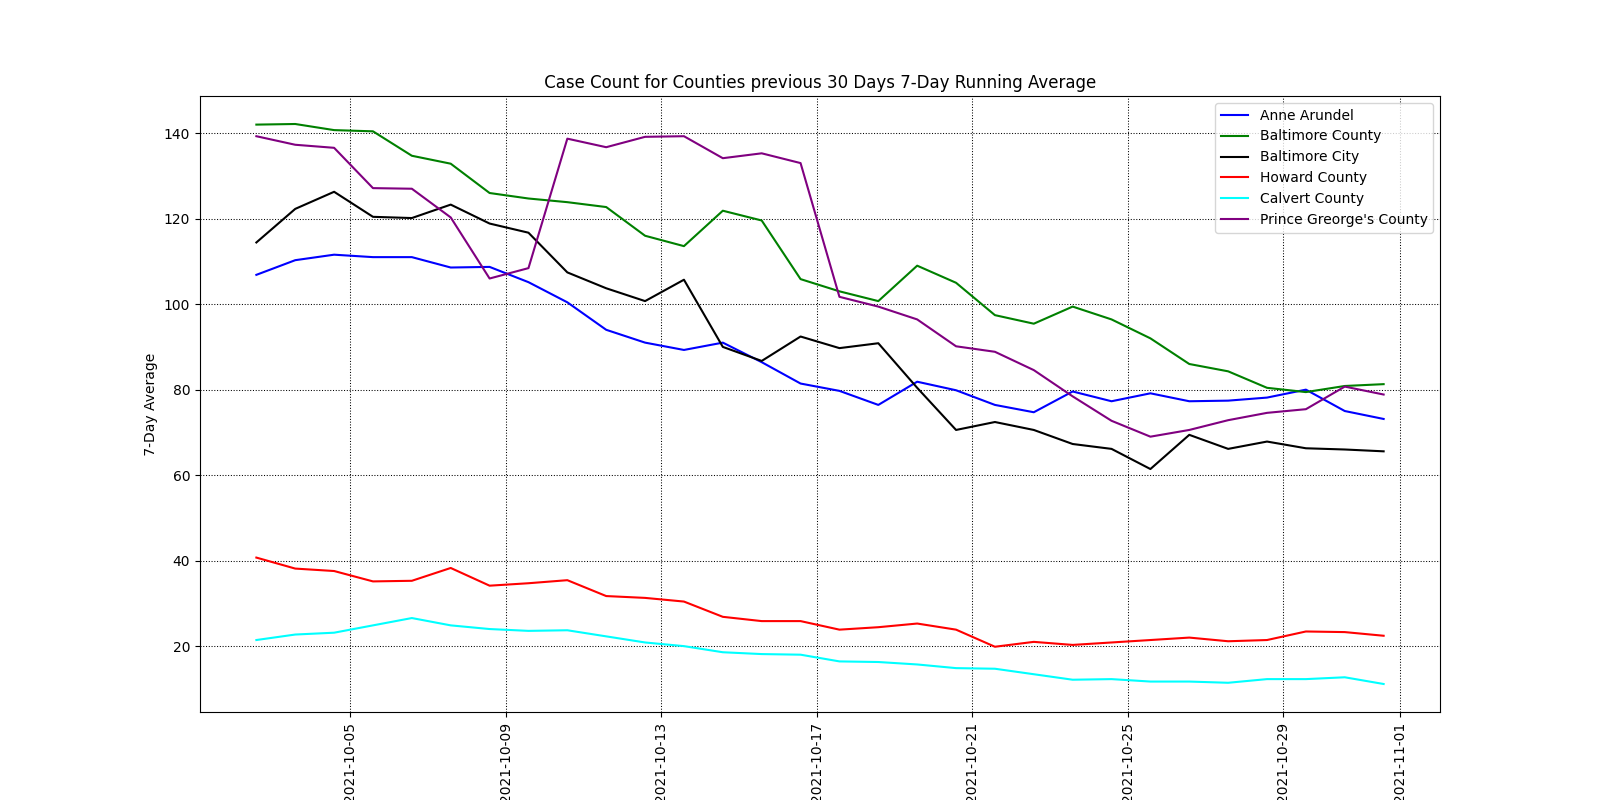 Case Count for Counties previous 30 Days 7-Day Running Average
Anne Arundel
Baltimore County
Baltimore City
Howard County
Calvert County
Prince Greorge's County
7-Day Average
140
120
100
80
60
40
20
2021-10-05
2021-10-09
2021-10-13
2021-10-17
2021-10-21
2021-10-25
2021-10-29
2021-11-01